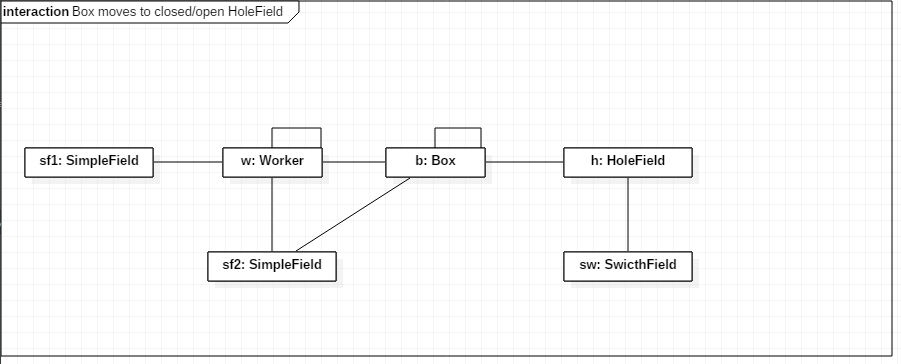 interaction Box moves to closed/open HoleField
sf1: SimpleField
w: Worker
b: Box
h: HoleField
sf2: SimpleField
sw: SwicthField